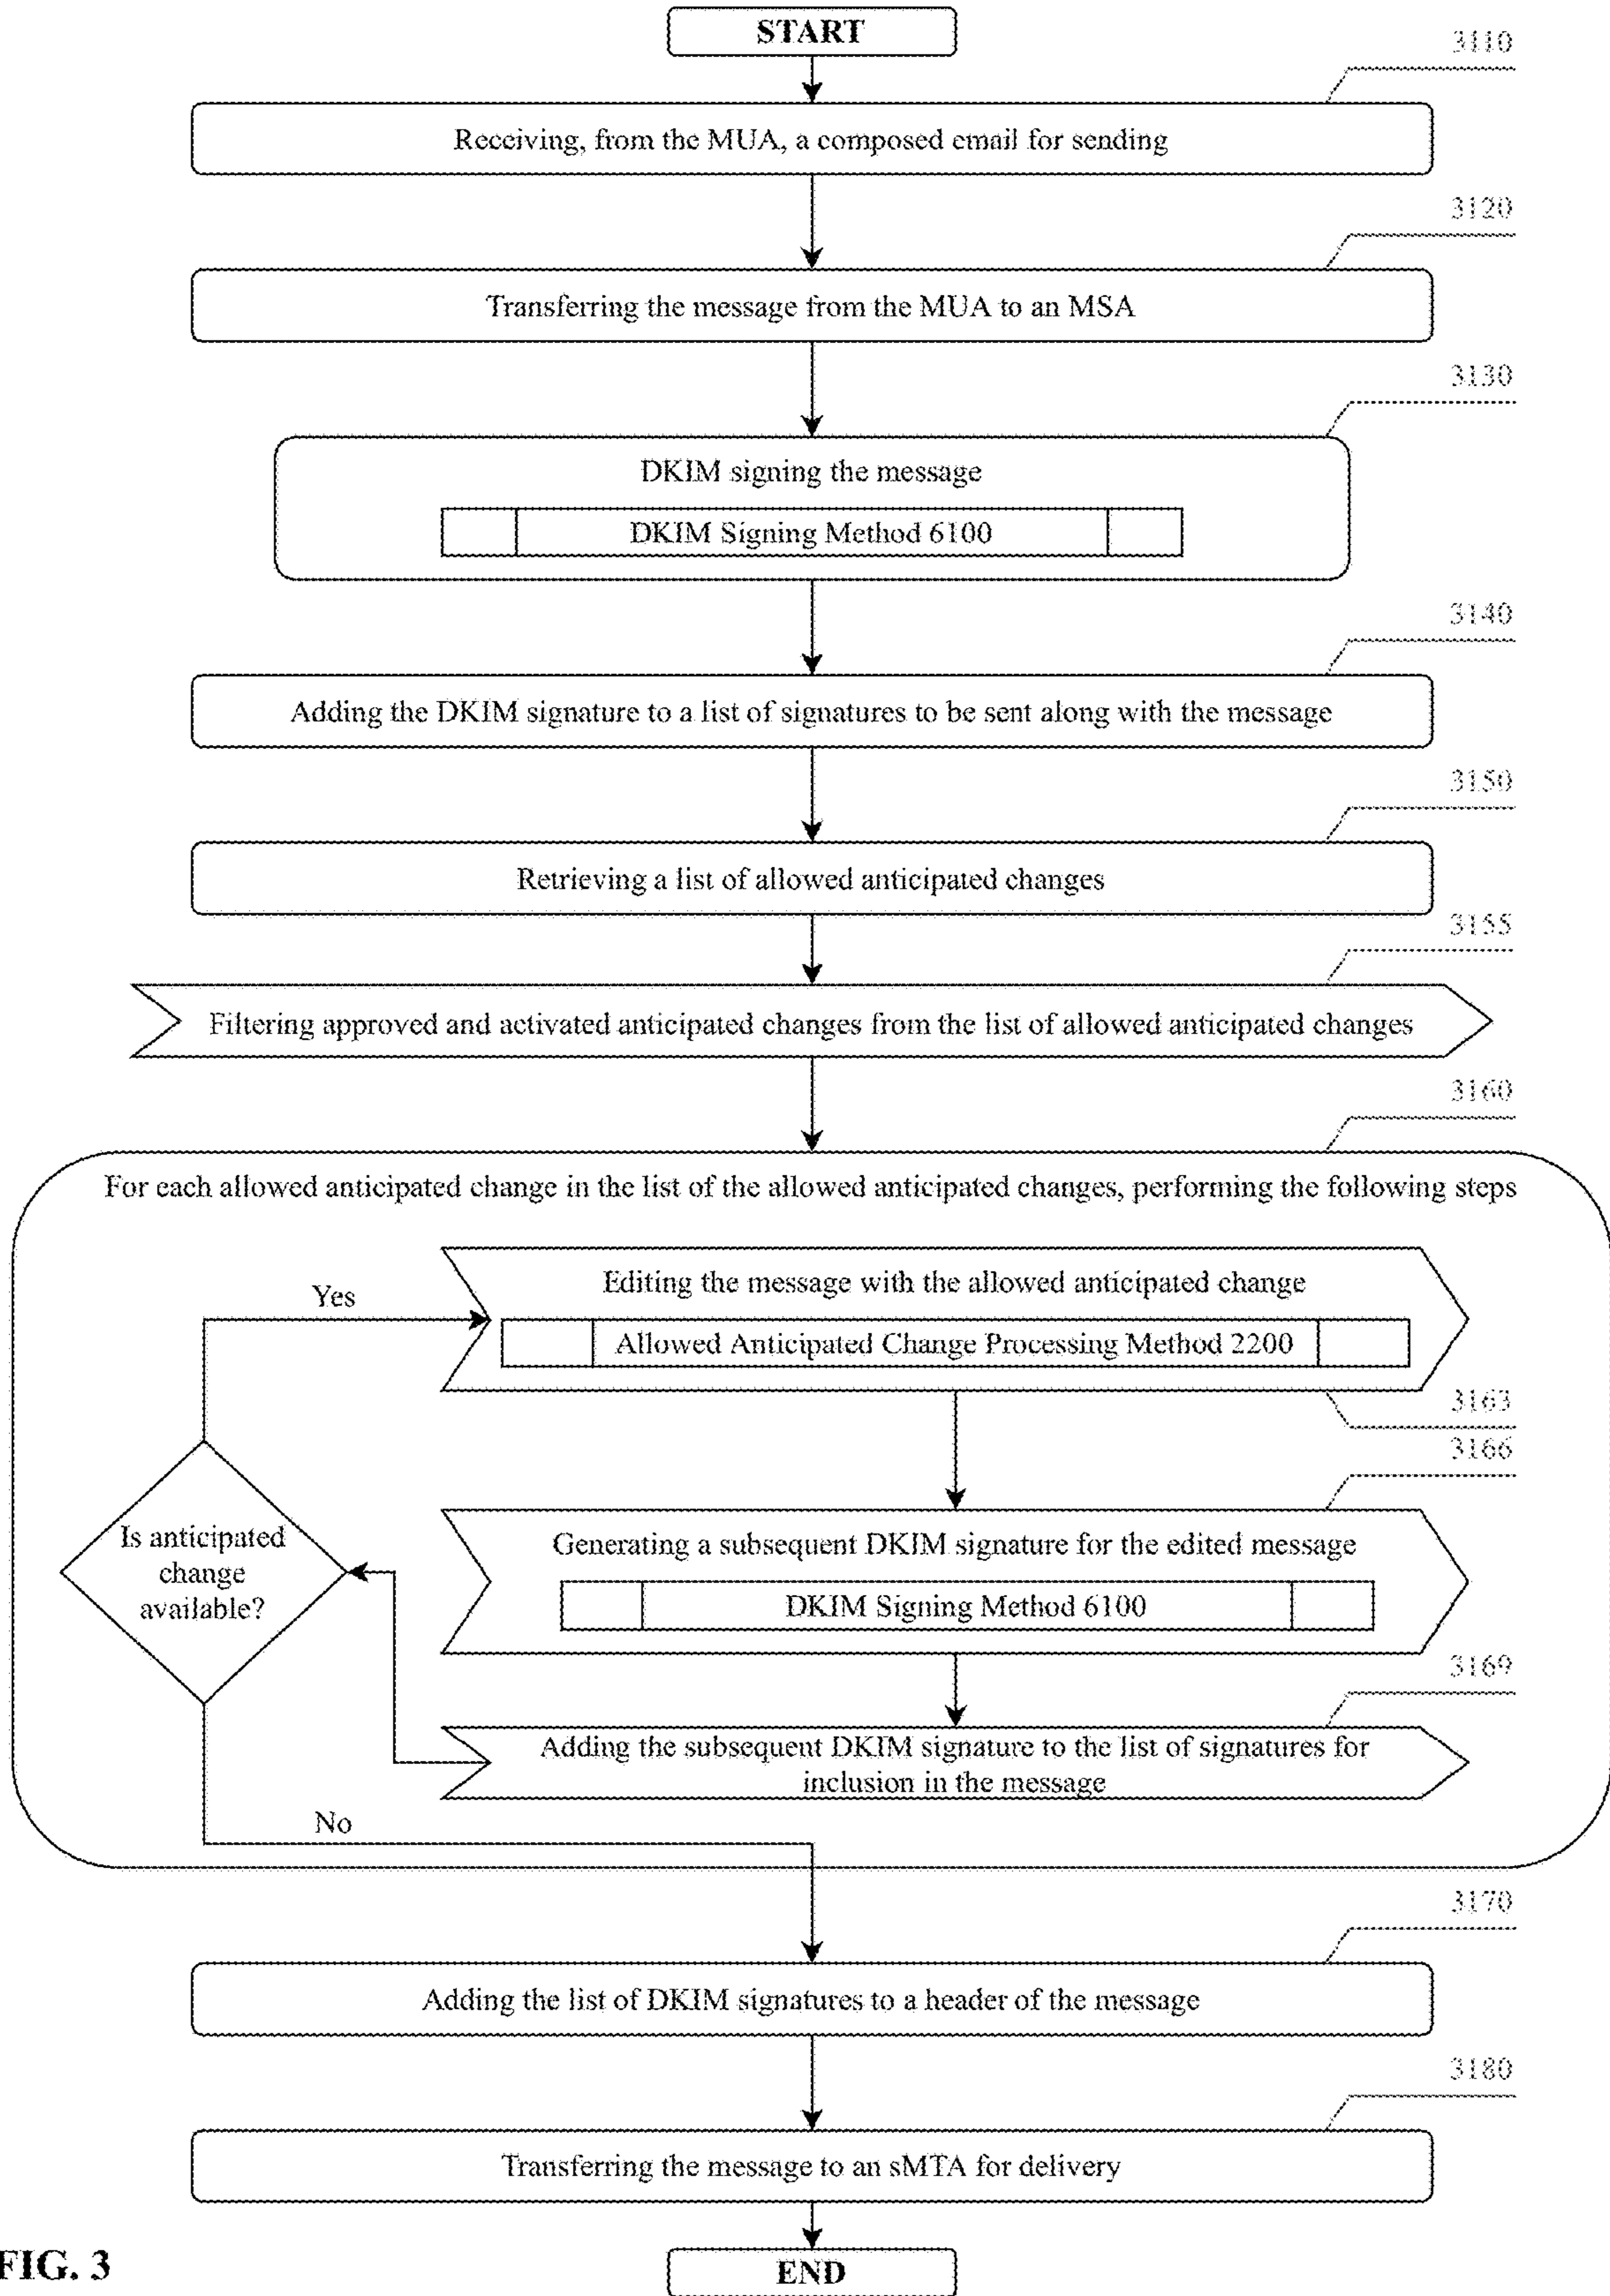 START
3110
Receiving, from the MUA, a composed email for sending
3120
Transferring the message from the MUA to an MSA
3130
DKIM signing the message
DKIM Signing Method 6100
3140
Adding the DKIM signature to a list of signatures to be sent along with the message
3150
Retrieving a list of allowed anticipated changes
3155
Filtering approved and activated anticipated changes from the list of allowed anticipated changes
3160
For each allowed anticipated change in the list of the allowed anticipated changes, performing the following steps
Yes
Editing the message with the allowed anticipated change
Allowed Anticipated Change Processing Method 2200
3163
3166
Is anticipated
change
available?
Generating a subsequent DKIM signature for the edited message
DKIM Signing Method 6100
3169
Adding the subsequent DKIM signature to the list of signatures for
inclusion in the message
No
3170
Adding the list of DKIM signatures to a header of the message
3180
Transferring the message to an sMTA for delivery
END
FIG. 3